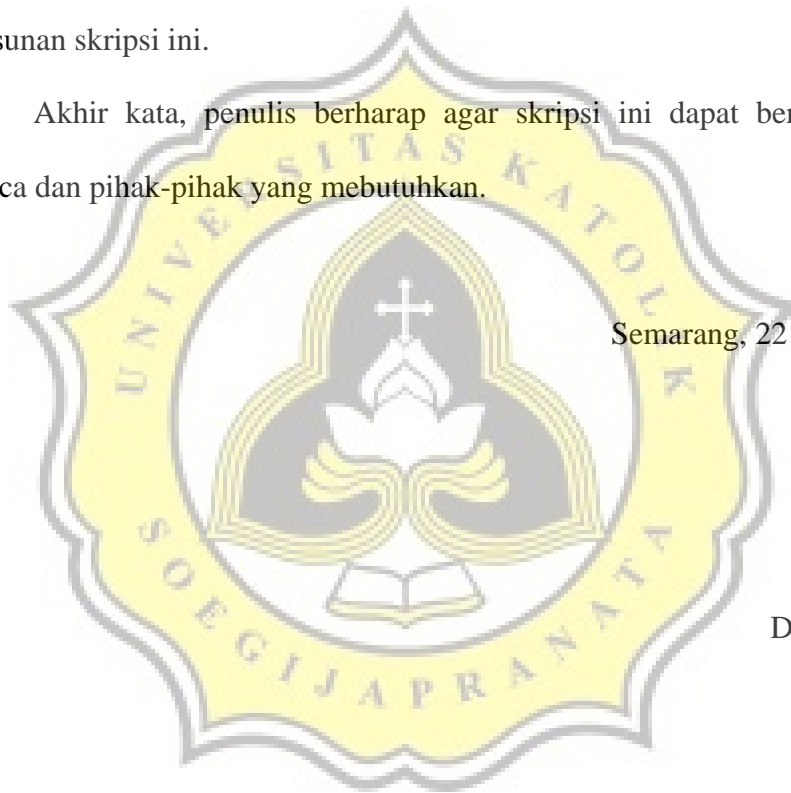 sunan skripsi ini.
Akhir kata, penulis berharap agar skripsi ini dapat ber
ca dan pihak-pihak yang mebutuhkan.
UNIVERSITAS KATOLIK
Semarang, 22
D
SOEGIJAPRANATA